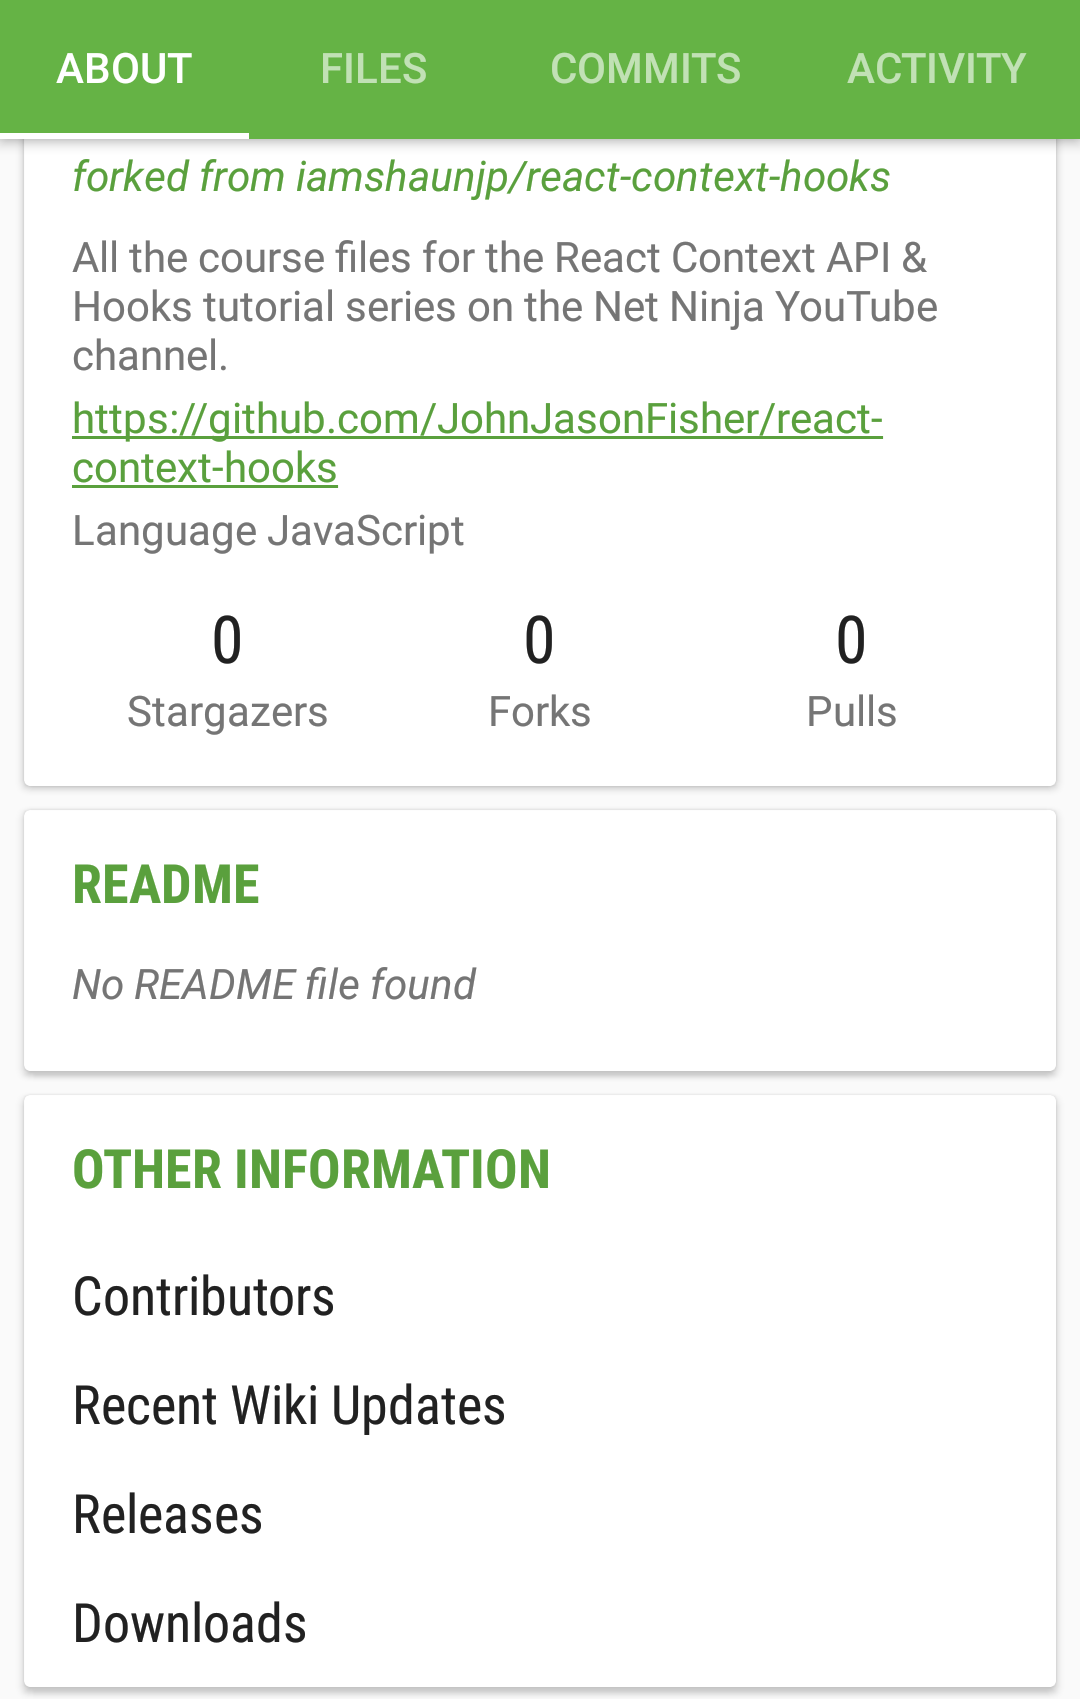 ABOUT FILES COMMITS ACTIVITY
forked from iamshaunjp/react-context-hooks
All the course files for the React Context API &
Hooks tutorial series on the Net Ninja YouTube
channel.
https://github.com/JohnJasonFisher/react-
context-hooks
Language JavaScript
0 0 0
Stargazers Forks Pulls
README
No README file found
OTHER INFORMATION
Contributors
Recent Wiki Updates
Releases
Downloads